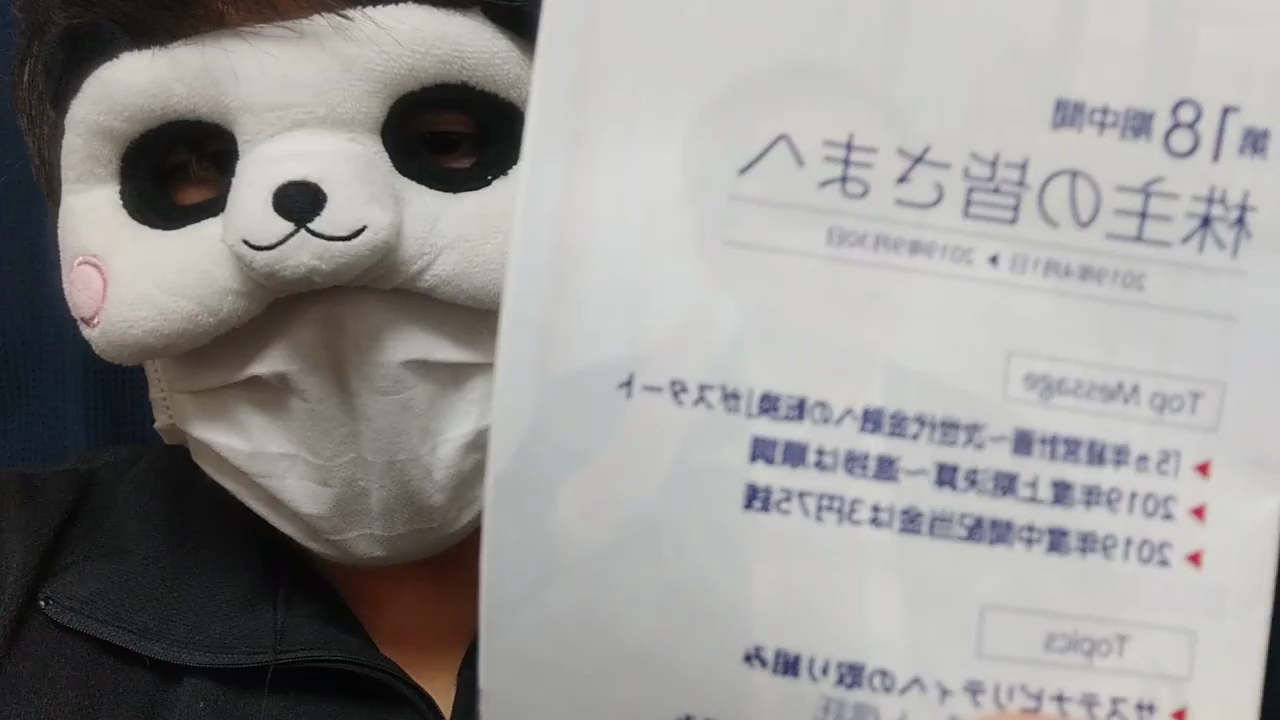 第18期中間
株主の皆さまへ
2019年4月1日 ▶ 2019年9月30日
Top Message
▶「5ヵ年経営計画～次世代金融への転換」がスタート
▶2019年度上期決算～進捗は順調
▶2019年度中間配当金は3円75銭
Topics
▶サステナビリティへの取り組み